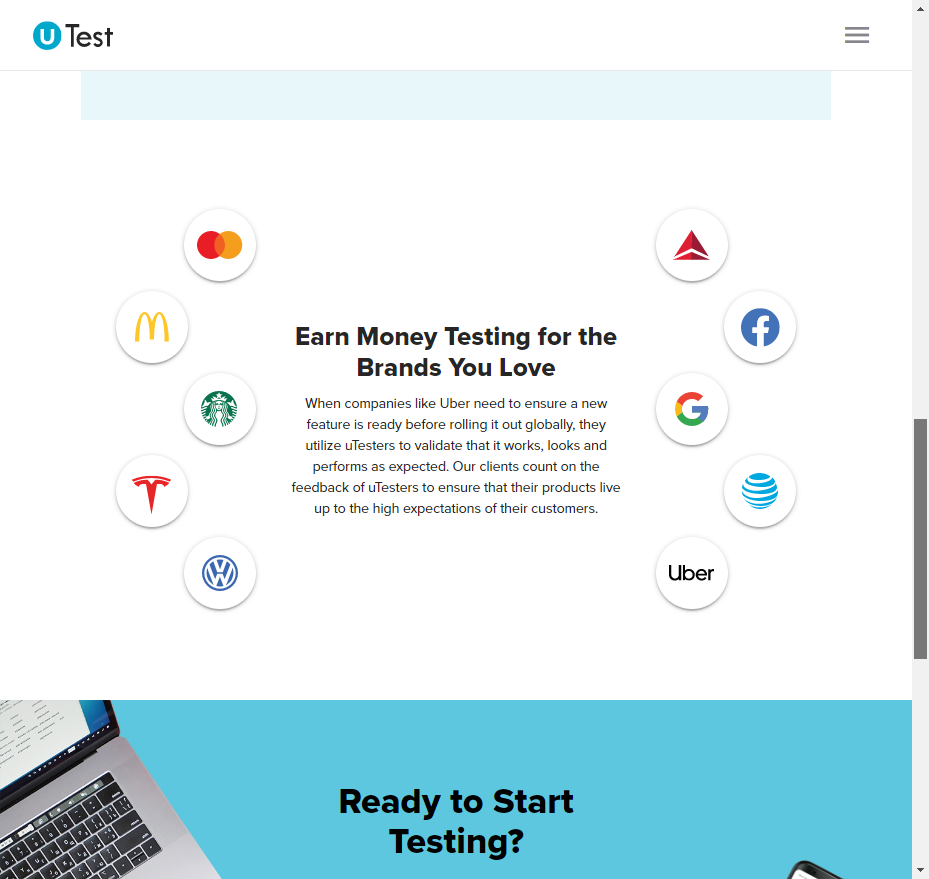 uTest
Earn Money Testing for the
Brands You Love
When companies like Uber need to ensure a new
feature is ready before rolling it out globally, they
utilize uTesters to validate that it works, looks and
performs as expected. Our clients count on the
feedback of uTesters to ensure that their products live
up to the high expectations of their customers.
Uber
Ready to Start
Testing?